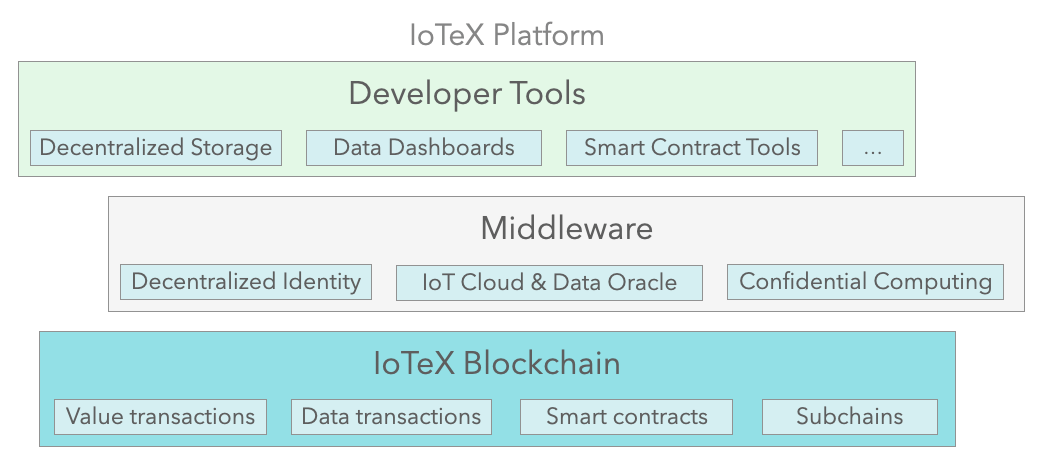 IoTeX Platform
Developer Tools
Decentralized Storage
Data Dashboards
Smart Contract Tools
...
Middleware
Decentralized Identity
IoT Cloud & Data Oracle
Confidential Computing
IoTeX Blockchain
Value transactions
Data transactions
Smart contracts
Subchains